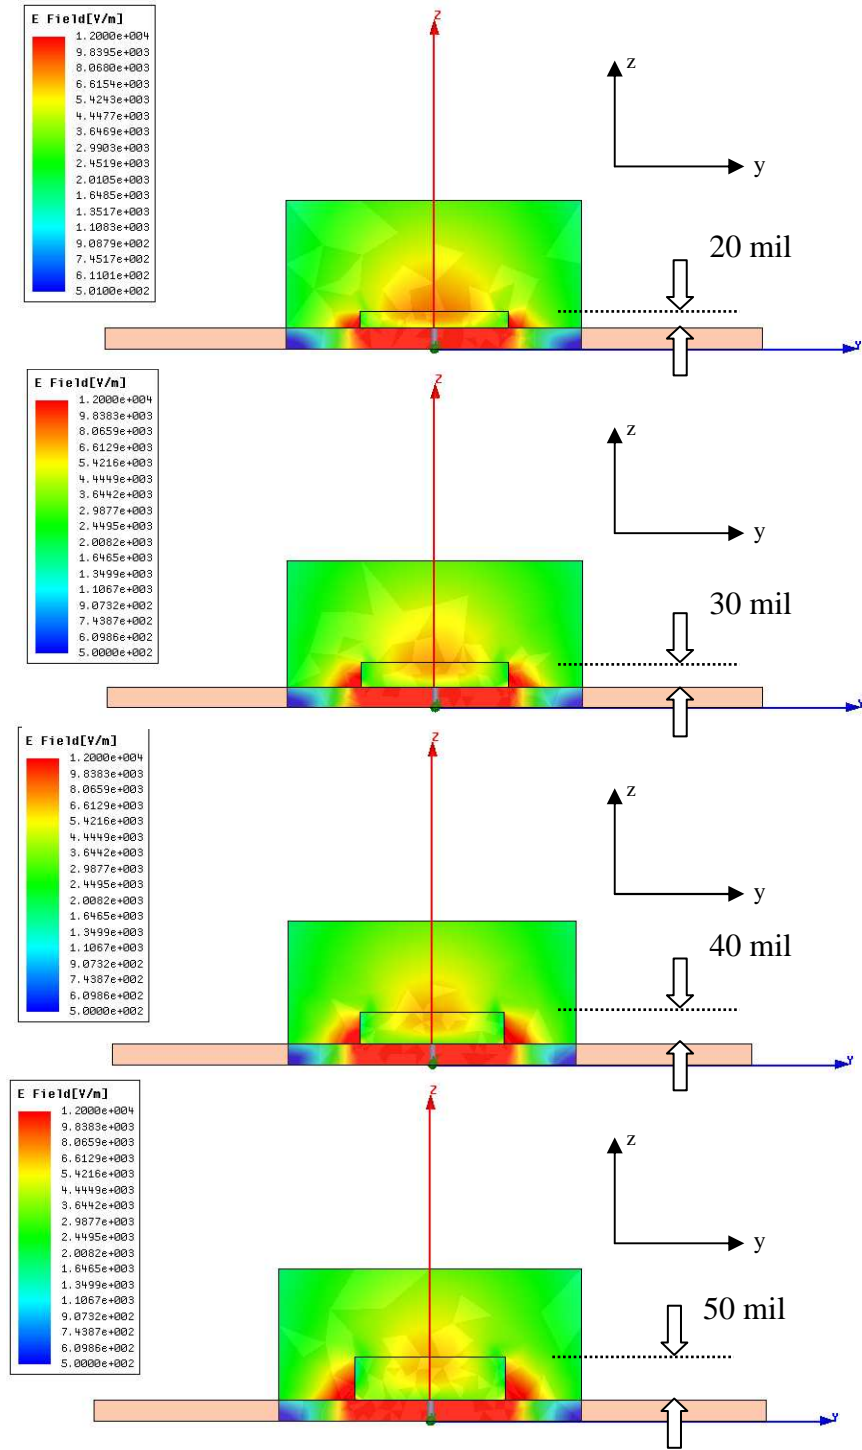 E Field[V/m]
1.2000e+004
9.8395e+003
8.0680e+003
6.6154e+003
5.4243e+003
4.4477e+003
3.6469e+003
2.9903e+003
2.4519e+003
2.0105e+003
1.6485e+003
1.3517e+003
1.1083e+003
9.0879e+002
7.4517e+002
6.1101e+002
5.0100e+002
Z
z
y
20 mil
Y
E Field[V/m]
1.2000e+004
9.8383e+003
8.0659e+003
6.6129e+003
5.4216e+003
4.4449e+003
3.6442e+003
2.9877e+003
2.4495e+003
2.0082e+003
1.6465e+003
1.3499e+003
1.1067e+003
9.0732e+002
7.4387e+002
6.0986e+002
5.0000e+002
Z
z
y
30 mil
Y
E Field[V/m]
1.2000e+004
9.8383e+003
8.0659e+003
6.6129e+003
5.4216e+003
4.4449e+003
3.6442e+003
2.9877e+003
2.4495e+003
2.0082e+003
1.6465e+003
1.3499e+003
1.1067e+003
9.0732e+002
7.4387e+002
6.0986e+002
5.0000e+002
Z
z
y
40 mil
Y
E Field[V/m]
1.2000e+004
9.8383e+003
8.0659e+003
6.6129e+003
5.4216e+003
4.4449e+003
3.6442e+003
2.9877e+003
2.4495e+003
2.0082e+003
1.6465e+003
1.3499e+003
1.1067e+003
9.0732e+002
7.4387e+002
6.0986e+002
5.0000e+002
Z
z
y
50 mil
Y